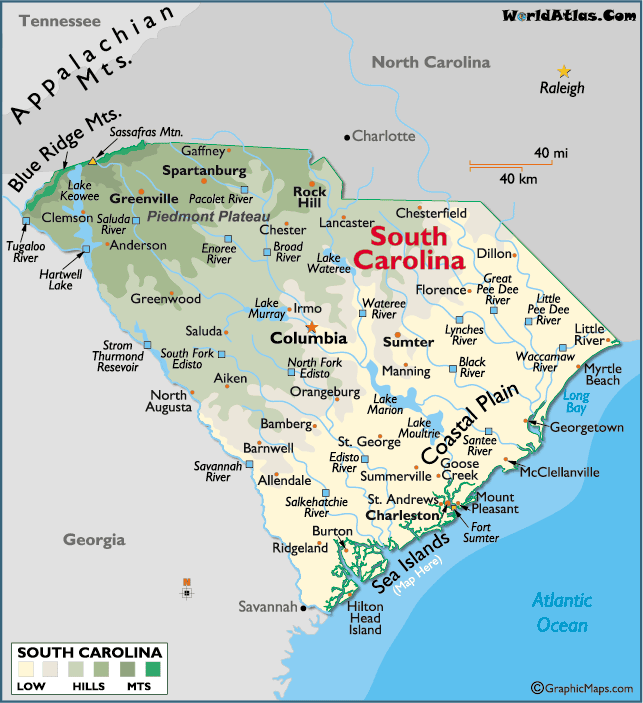 WorldAtlas.Com
Tennessee
Appalachian
Mts.
North Carolina
Raleigh
Blue Ridge Mts.
Sassafras Mtn.
Charlotte
40 mi
40 km
Gaffney
Spartanburg
Lake
Keowee
Greenville
Pacolet River
Rock
Hill
Clemson
Saluda
River
Piedmont Plateau
Chester
Lancaster
Chesterfield
Tugaloo
River
Anderson
Enoree
River
Broad
River
South
Carolina
Hartwell
Lake
Lake
Wateree
Dillon
Florence
Great
Pee Dee
River
Little
Pee Dee
River
Greenwood
Lake
Murray
Irmo
Wateree
River
Saluda
Columbia
Sumter
Lynches
River
Little
River
Strom
Thurmond
Resevoir
South Fork
Edisto
North Fork
Edisto
Manning
Black
River
Waccamaw
River
Myrtle
Beach
Aiken
Orangeburg
North
Augusta
Lake
Marion
Long
Bay
Bamberg
Lake
Moultrie
Coastal Plain
Georgetown
Barnwell
St. George
Santee
River
Savannah
River
Edisto
River
Goose
Creek
McClellanville
Allendale
Summerville
Salkehatchie
River
St. Andrews
Mount
Pleasant
Charleston
Fort
Sumter
Burton
Ridgeland
Sea Islands
(Map Here)
Georgia
Savannah
Hilton
Head
Island
Atlantic
Ocean
SOUTH CAROLINA
LOW HILLS MTS
©GraphicMaps.com